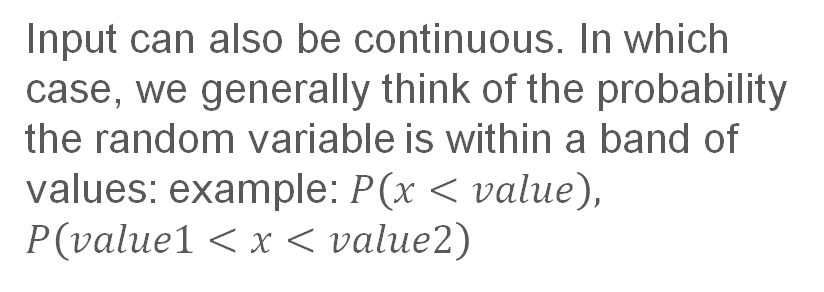 Input can also be continuous. In which
case, we generally think of the probability
the random variable is within a band of
values: example: P(x < value),
P(value1 < x < value2)